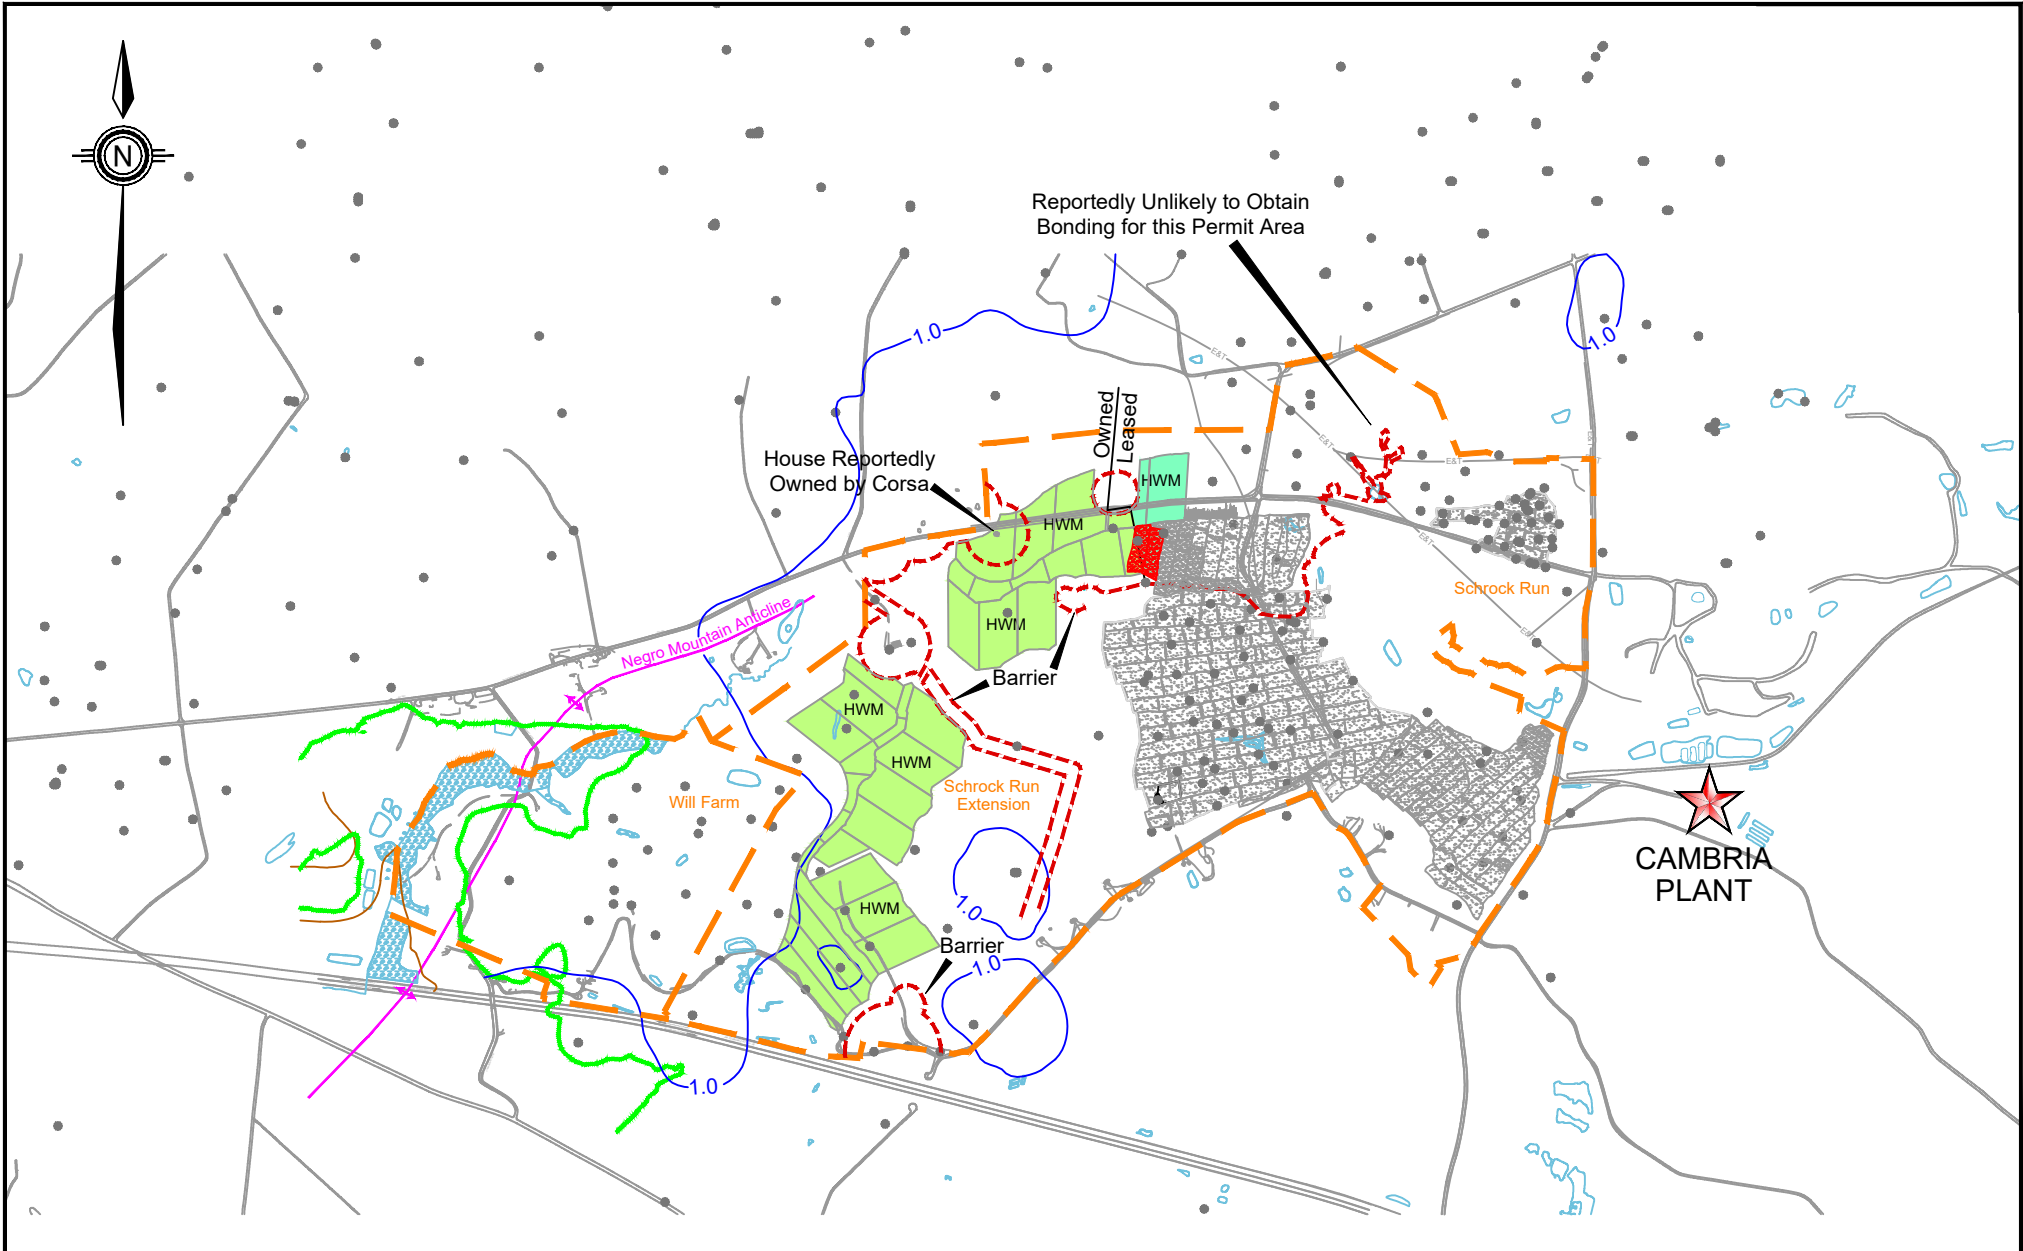 N
Reportedly Unlikely to Obtain
Bonding for this Permit Area
1.0
1.0
E&T
Owned
Leased
House Reportedly
Owned by Corsa
HWM
HWM
E&T
E&T
E&T
Schrock Run
Negro Mountain Anticline
HWM
E&T
Barrier
HWM
HWM
Schrock Run
Extension
Will Farm
CAMBRIA
PLANT
1.0
HWM
Barrier
1.0
1.0